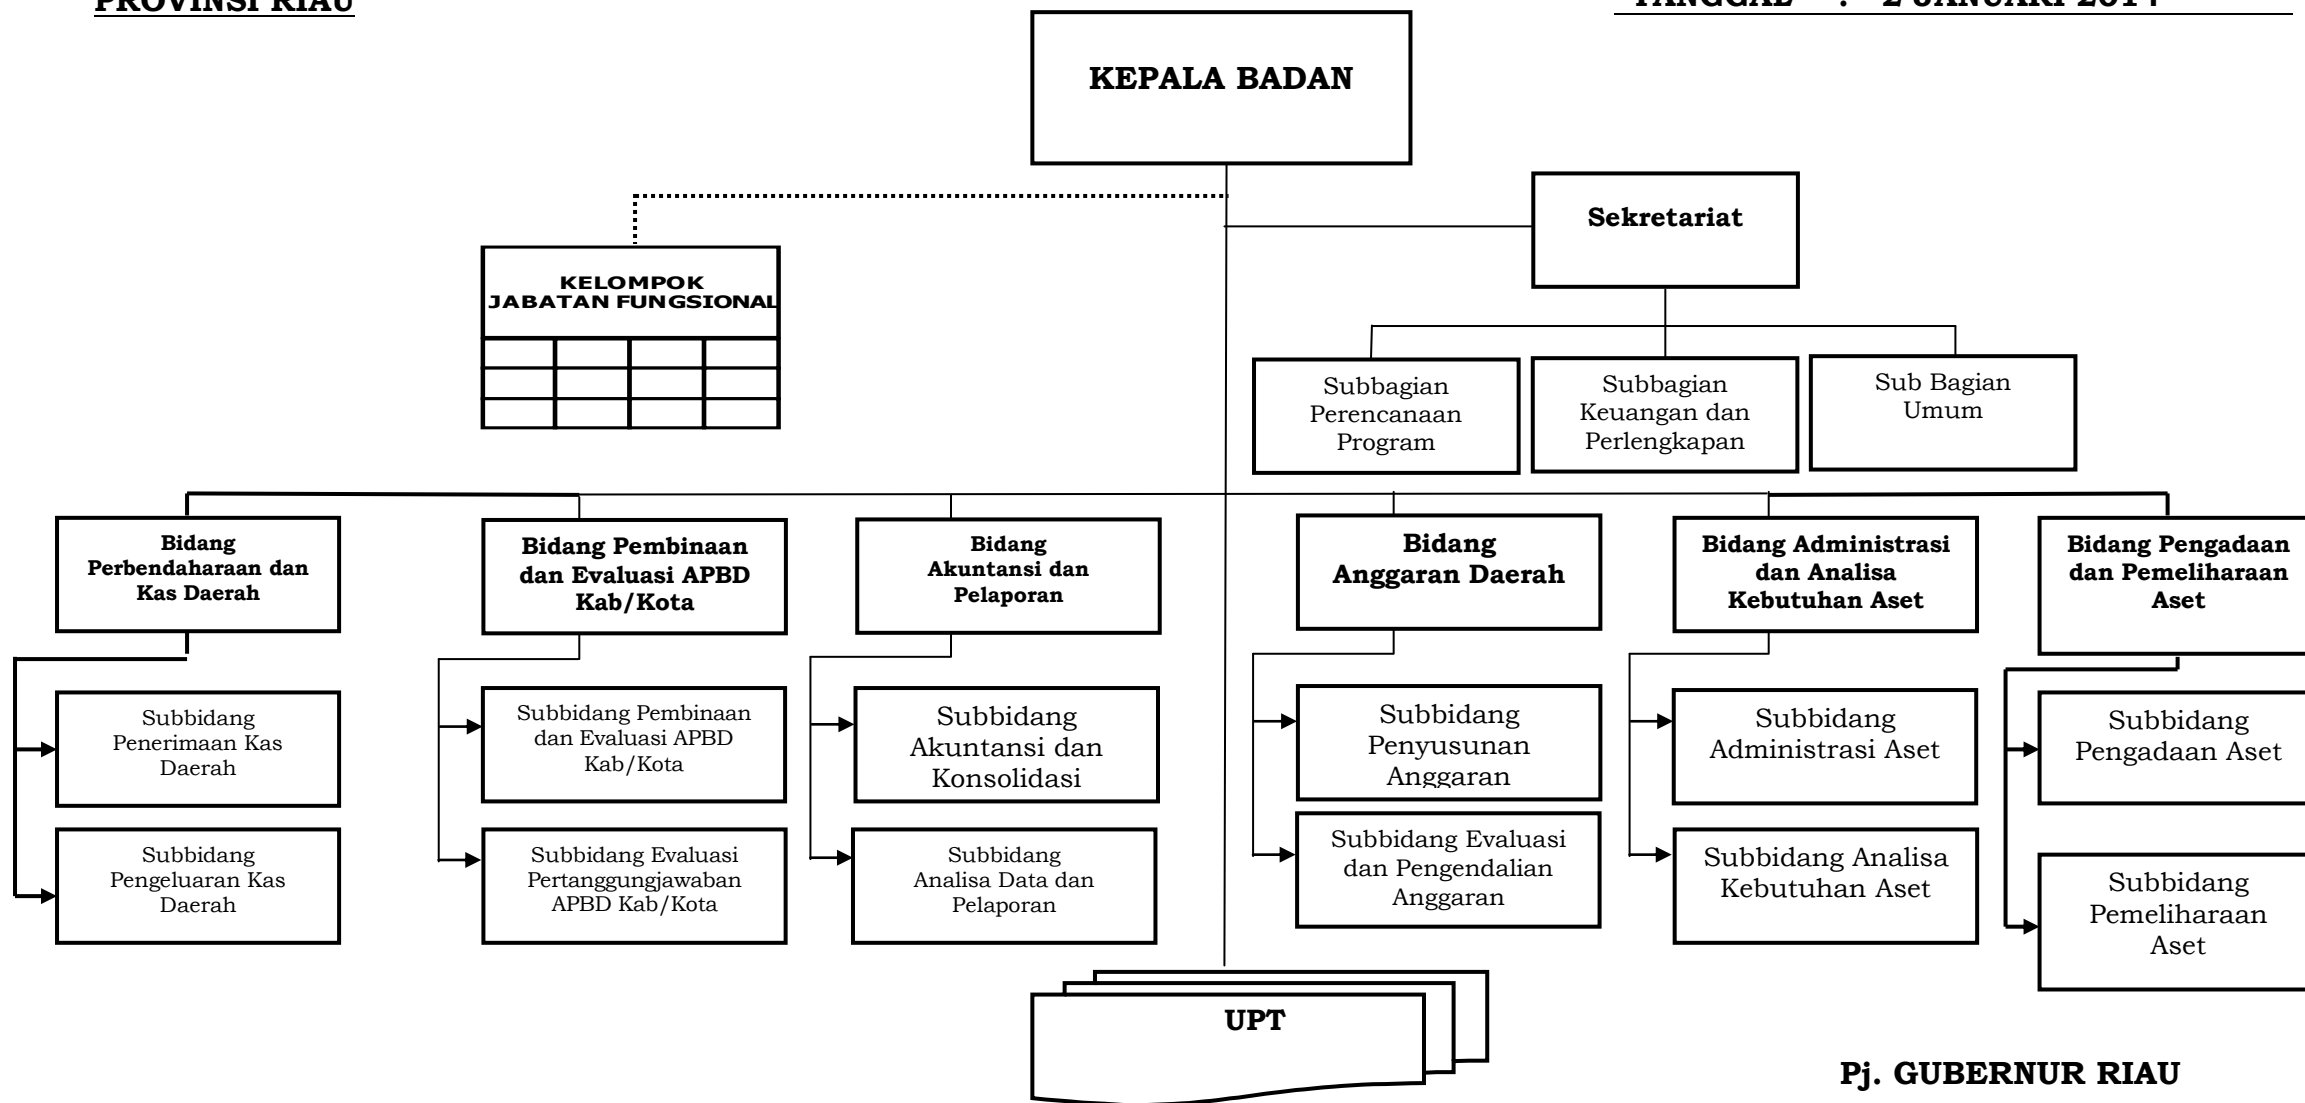 PROVINSI RIAU
TANGGAL : 2 JANUARI 2014
KEPALA BADAN
Sekretariat
KELOMPOK
JABATAN FUNGSIONAL
Subbagian
Perencanaan
Program
Subbagian
Keuangan dan
Perlengkapan
Sub Bagian
Umum
Bidang
Perbendaharaan dan
Kas Daerah
Bidang Pembinaan
dan Evaluasi APBD
Kab/Kota
Bidang
Akuntansi dan
Pelaporan
Bidang
Anggaran Daerah
Bidang Administrasi
dan Analisa
Kebutuhan Aset
Bidang Pengadaan
dan Pemeliharaan
Aset
Subbidang
Penerimaan Kas
Daerah
Subbidang Pembinaan
dan Evaluasi APBD
Kab/Kota
Subbidang
Akuntansi dan
Konsolidasi
Subbidang
Penyusunan
Anggaran
Subbidang
Administrasi Aset
Subbidang
Pengadaan Aset
Subbidang
Pengeluaran Kas
Daerah
Subbidang Evaluasi
Pertanggungjawaban
APBD Kab/Kota
Subbidang
Analisa Data dan
Pelaporan
Subbidang Evaluasi
dan Pengendalian
Anggaran
Subbidang Analisa
Kebutuhan Aset
Subbidang
Pemeliharaan
Aset
UPT
Pj. GUBERNUR RIAU